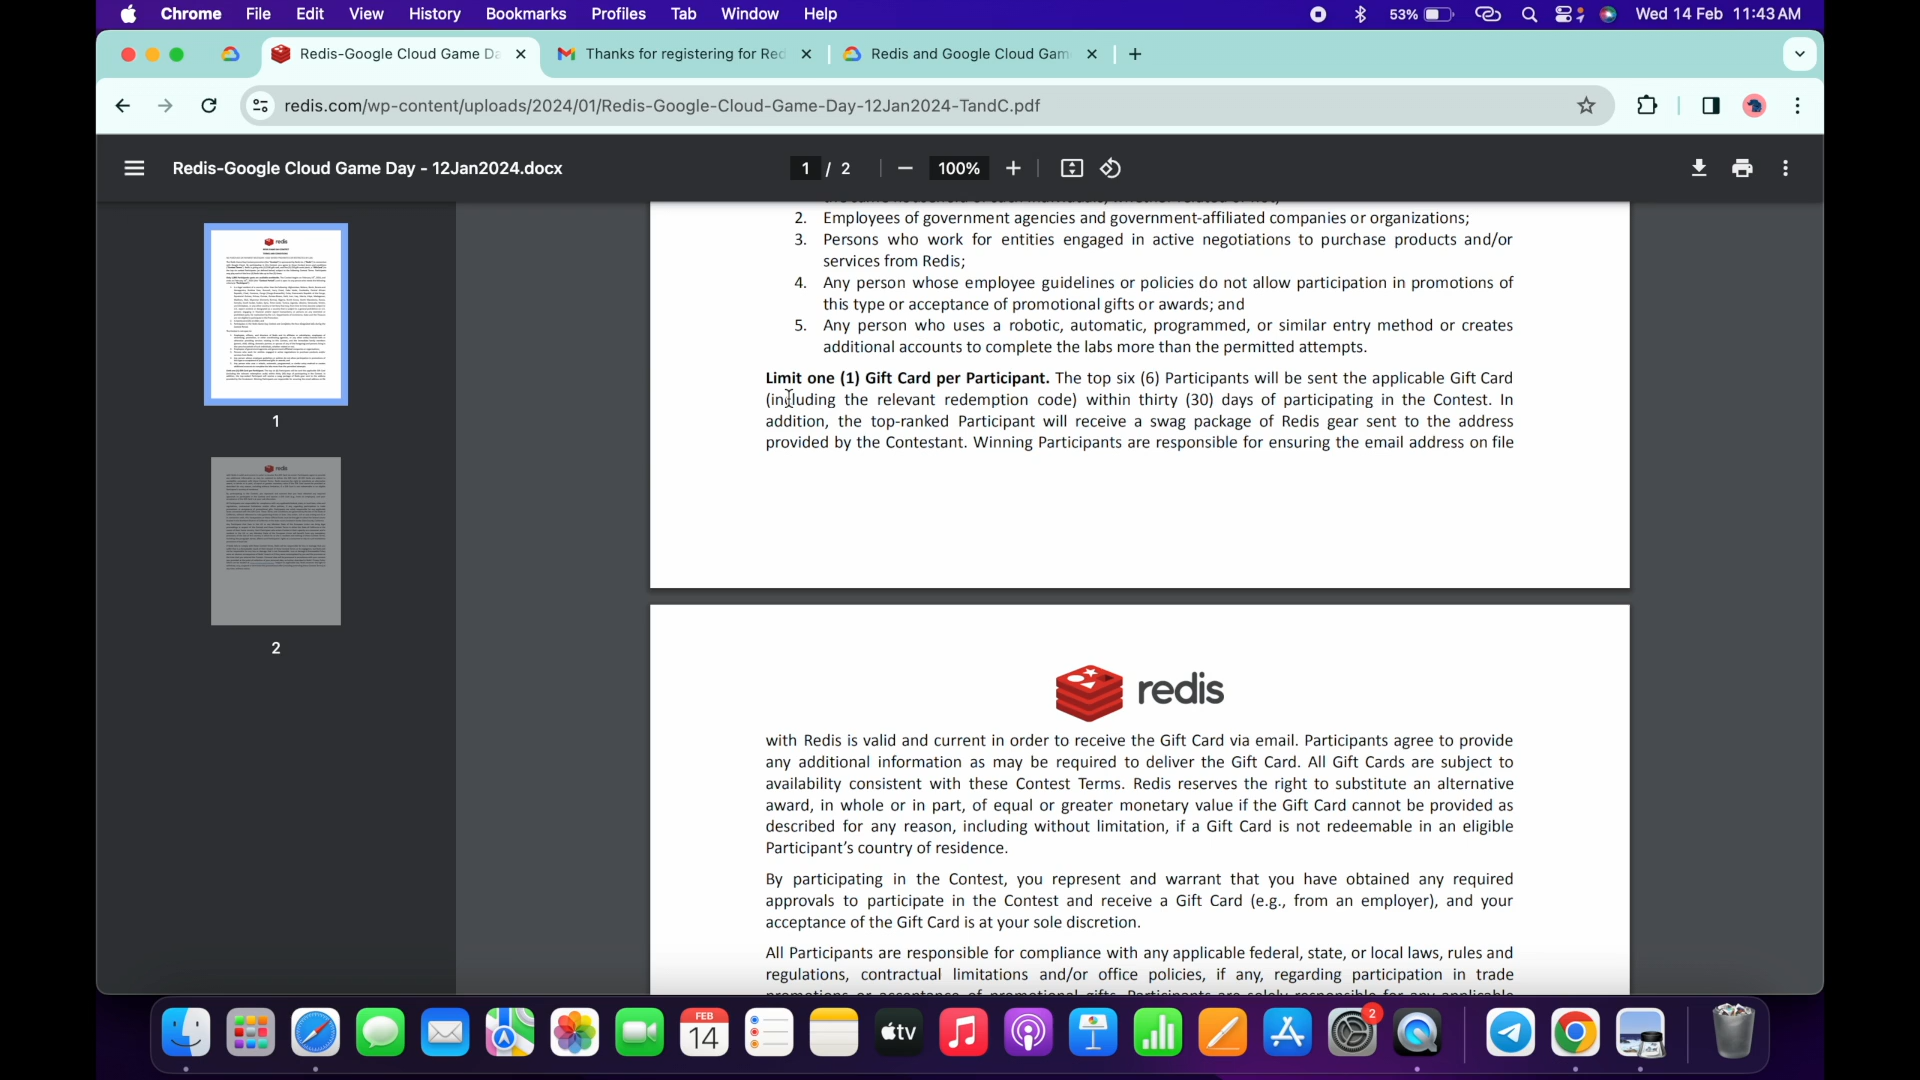 Chrome File Edit View History Bookmarks Profiles Tab Window Help 53% Wed 14 Feb 11:43 AM
Redis-Google Cloud Game Da Thanks for registering for Red Redis and Google Cloud Gam
redis.com/wp-content/uploads/2024/01/Redis-Google-Cloud-Game-Day-12Jan2024-TandC.pdf
Redis-Google Cloud Game Day - 12Jan2024.docx 1 / 2 100%
2. Employees of government agencies and government-affiliated companies or organizations;
3. Persons who work for entities engaged in active negotiations to purchase products and/or
services from Redis;
4. Any person whose employee guidelines or policies do not allow participation in promotions of
this type or acceptance of promotional gifts or awards; and
5. Any person who uses a robotic, automatic, programmed, or similar entry method or creates
additional accounts to complete the labs more than the permitted attempts.
Limit one (1) Gift Card per Participant. The top six (6) Participants will be sent the applicable Gift Card
(including the relevant redemption code) within thirty (30) days of participating in the Contest. In
addition, the top-ranked Participant will receive a swag package of Redis gear sent to the address
provided by the Contestant. Winning Participants are responsible for ensuring the email address on file
1
2
redis
with Redis is valid and current in order to receive the Gift Card via email. Participants agree to provide
any additional information as may be required to deliver the Gift Card. All Gift Cards are subject to
availability consistent with these Contest Terms. Redis reserves the right to substitute an alternative
award, in whole or in part, of equal or greater monetary value if the Gift Card cannot be provided as
described for any reason, including without limitation, if a Gift Card is not redeemable in an eligible
Participant's country of residence.
By participating in the Contest, you represent and warrant that you have obtained any required
approvals to participate in the Contest and receive a Gift Card (e.g., from an employer), and your
acceptance of the Gift Card is at your sole discretion.
All Participants are responsible for compliance with any applicable federal, state, or local laws, rules and
regulations, contractual limitations and/or office policies, if any, regarding participation in trade
FEB
14
tv
2